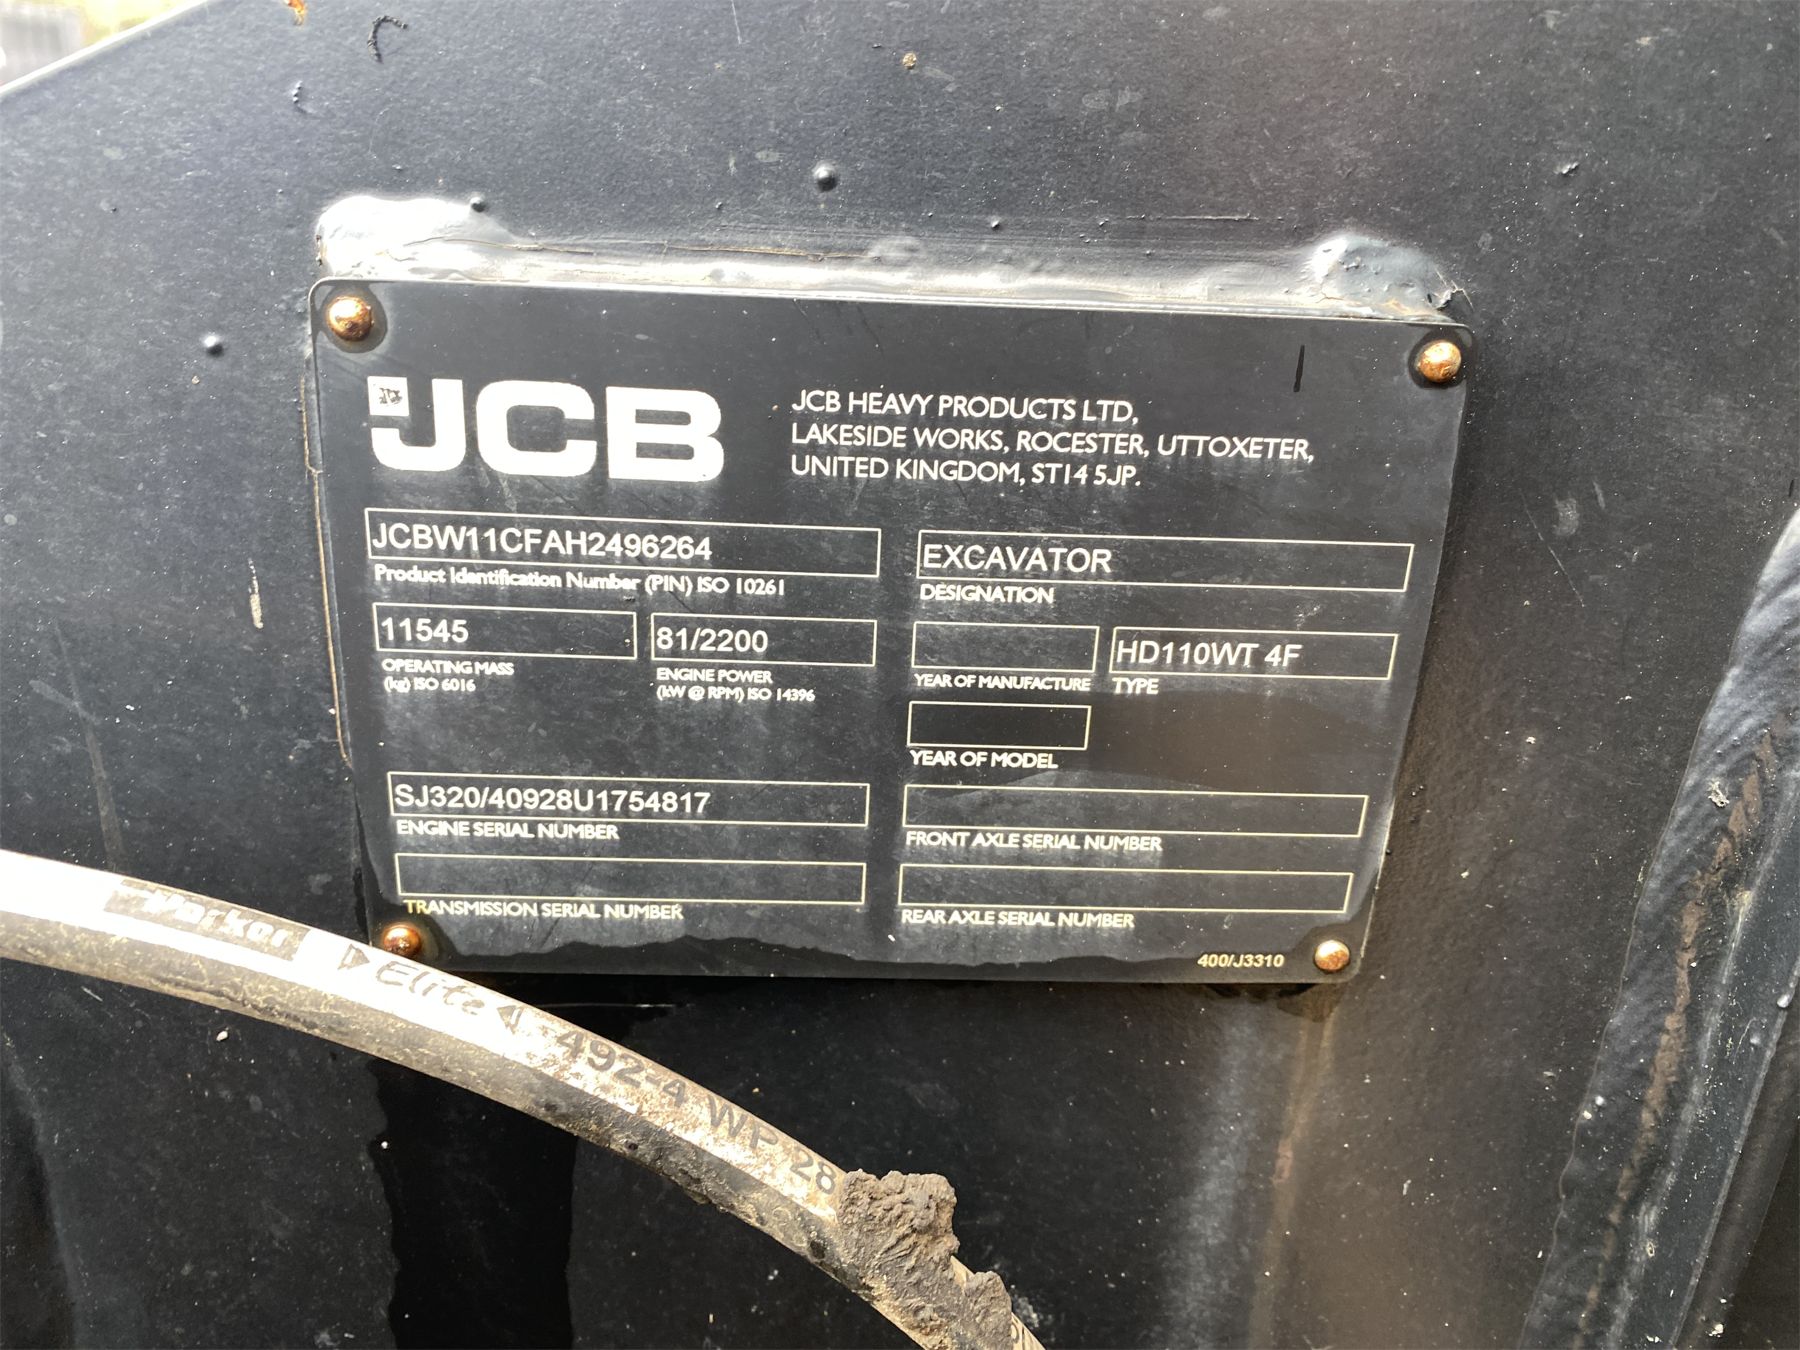 JCB
JCB HEAVY PRODUCTS LTD,
LAKESIDE WORKS, ROCESTER, UTTOXETER,
UNITED KINGDOM, ST14 5JP.
JCBW11CFAH2496264
Product Identification Number (PIN) ISO 10261
EXCAVATOR
DESIGNATION
11545
OPERATING MASS
(kg) ISO 6016
81/2200
ENGINE POWER
(kW @ RPM) ISO 14396
YEAR OF MANUFACTURE
HD110WT 4F
TYPE
YEAR OF MODEL
SJ320/40928U1754817
ENGINE SERIAL NUMBER
FRONT AXLE SERIAL NUMBER
TRANSMISSION SERIAL NUMBER
REAR AXLE SERIAL NUMBER
400/J3310
Parker Elite 492-4 WP 28